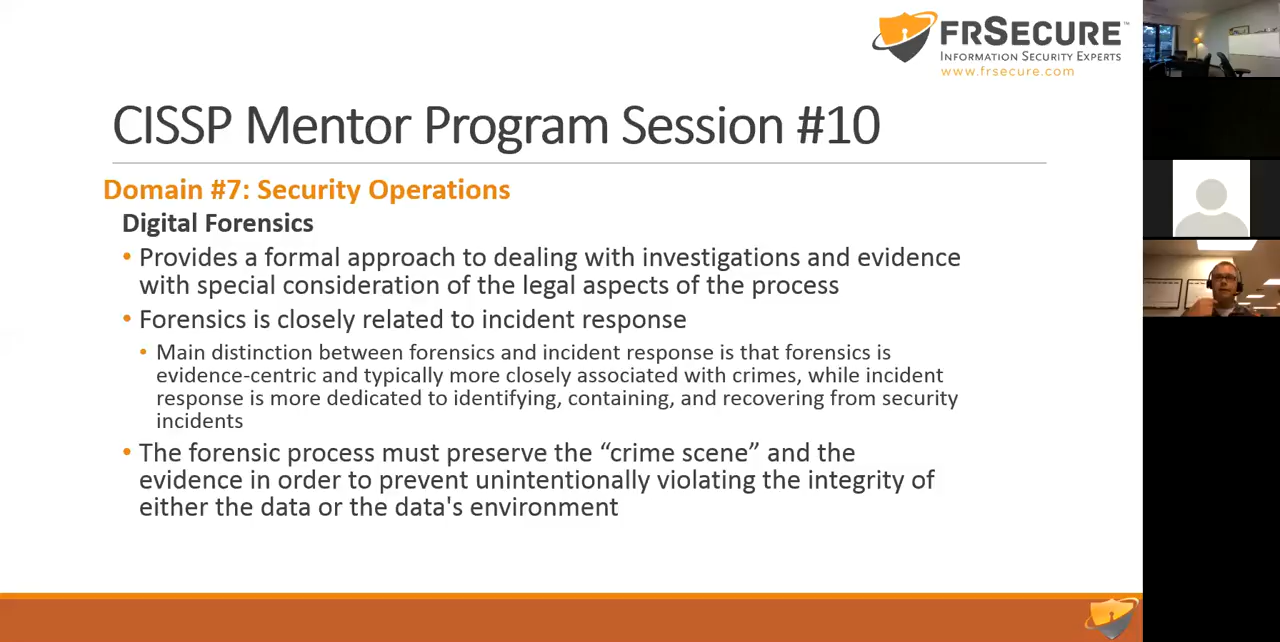 FRSECURE™
INFORMATION SECURITY EXPERTS
www.frsecure.com
CISSP Mentor Program Session #10
Domain #7: Security Operations
Digital Forensics
• Provides a formal approach to dealing with investigations and evidence
with special consideration of the legal aspects of the process
• Forensics is closely related to incident response
• Main distinction between forensics and incident response is that forensics is
evidence-centric and typically more closely associated with crimes, while incident
response is more dedicated to identifying, containing, and recovering from security
incidents
• The forensic process must preserve the “crime scene” and the
evidence in order to prevent unintentionally violating the integrity of
either the data or the data's environment